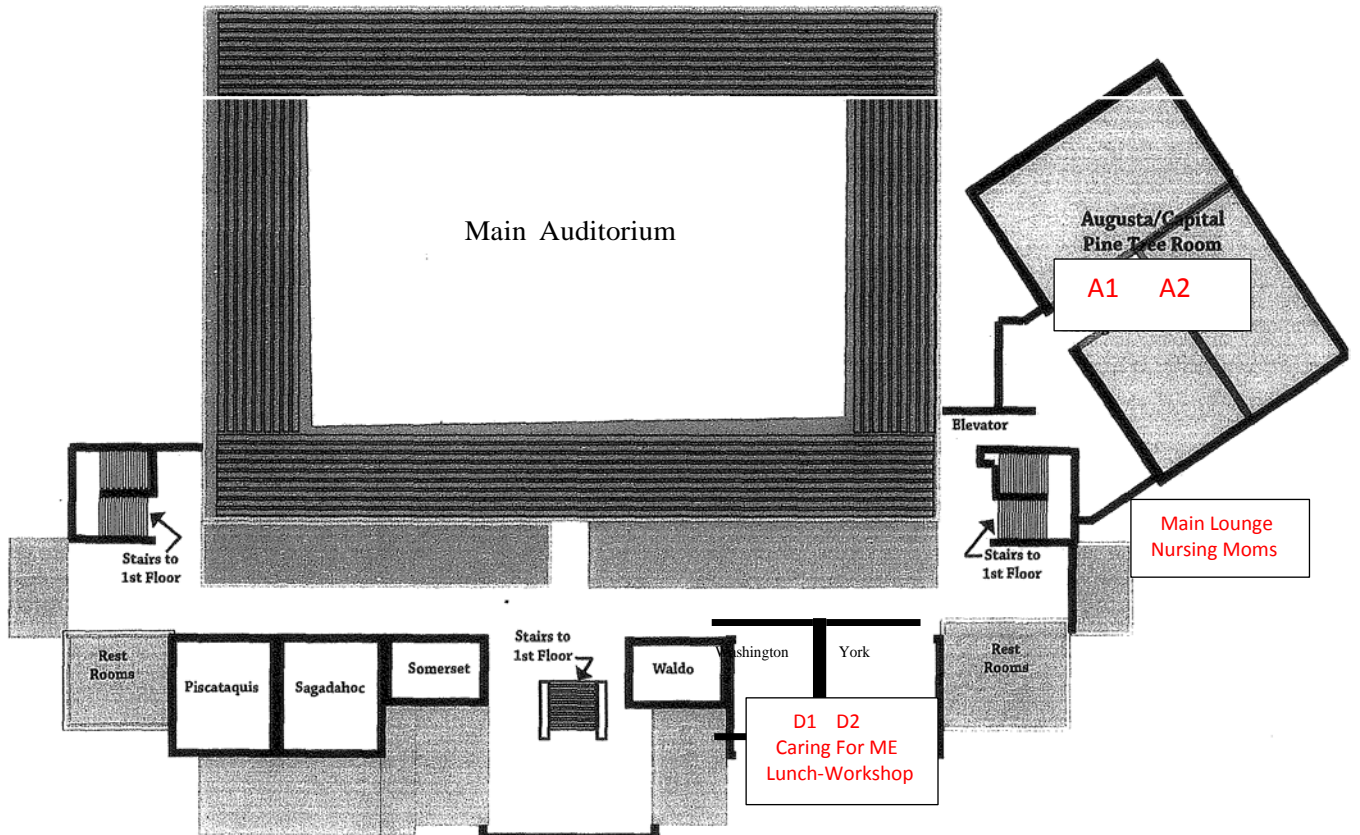 Main Auditorium
Augusta/Capital
Pine Tree Room
A1 A2
Blevator
Stairs to
1st Floor
Stairs to
1st Floor
Main Lounge
Nursing Moms
Rest
Rooms
Piscataquis
Sagadahoc
Somerset
Stairs to
1st Floor
Waldo
Washington York
Rest
Rooms
D1 D2
Caring For ME
Lunch-Workshop